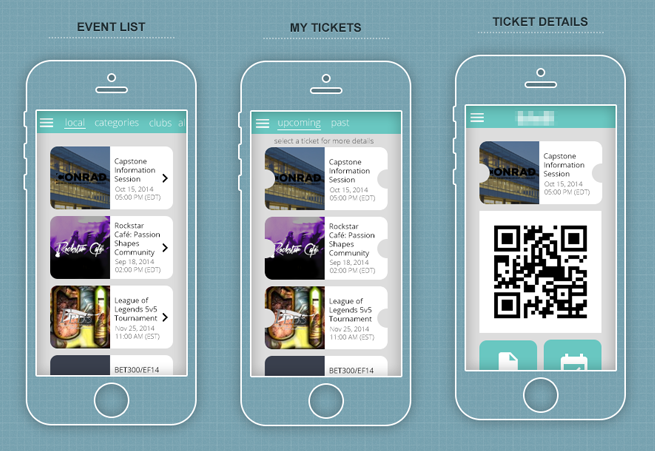 EVENT LIST
local categories clubs al
CONRAD
Capstone
Information
Session
Oct 15, 2014
05:00 PM (EDT)
Rockstar Café
Rockstar
Café: Passion
Shapes
Community
Sep 18, 2014
02:00 PM (EDT)
League of
Legends 5v5
Tournament
Nov 25, 2014
11:00 AM (EST)
BET300/EF14
MY TICKETS
upcoming past
select a ticket for more details
ONRAD
Capstone
Information
Session
Oct 15, 2014
05:00 PM (EDT)
Rockstar Café
Rockstar
Café: Passion
Shapes
Community
Sep 18, 2014
02:00 PM (EDT)
League of
Legends 5v5
Tournament
Nov 25, 2014
11:00 AM (EST)
BET300/EF14
TICKET DETAILS
CONRAD
Capstone
Information
Session
Oct 15, 2014
05:00 PM (EDT)